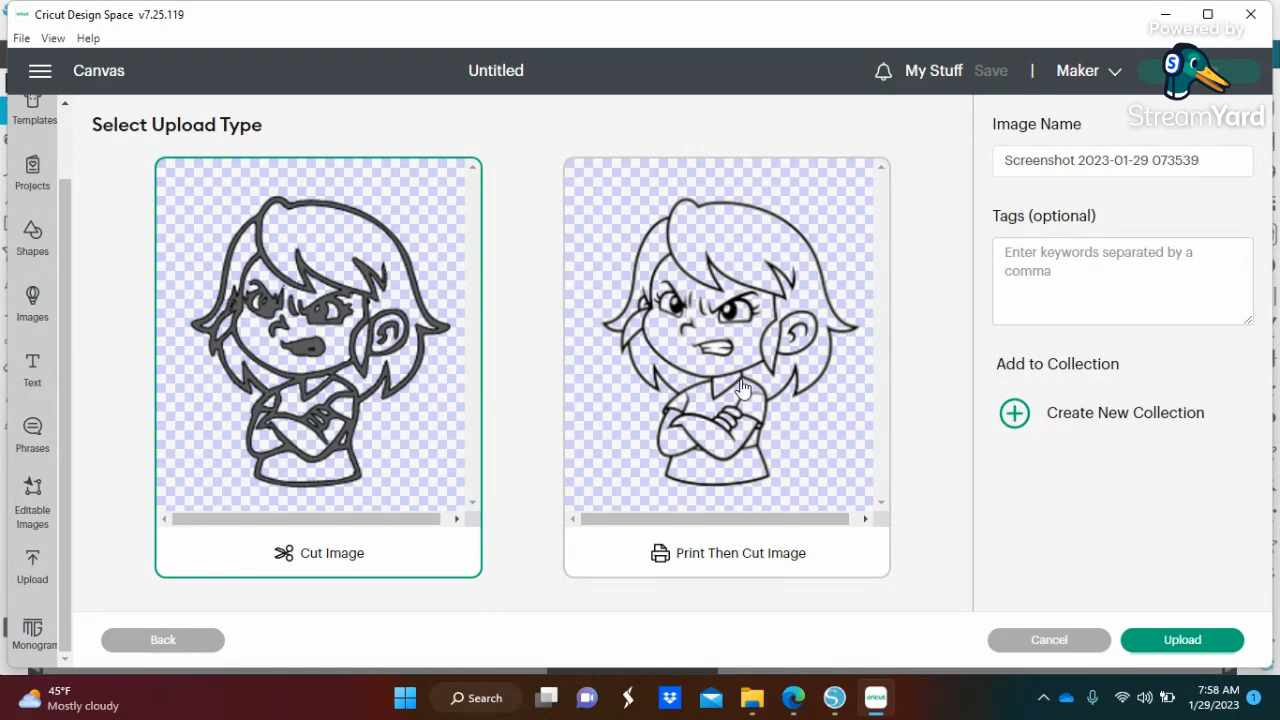 Cricut Design Space v7.25.119
File View Help
Powered by
StreamYard
Canvas
Untitled
My Stuff Save | Maker
Templates
Projects
Shapes
Images
Text
Phrases
Editable
Images
Upload
Monogram
Select Upload Type
Cut Image
Print Then Cut Image
Image Name
Screenshot 2023-01-29 073539
Tags (optional)
Enter keywords separated by a
comma
Add to Collection
Create New Collection
Back
Cancel
Upload
45°F
Mostly cloudy
Search
cricut
7:58 AM
1/29/2023
1